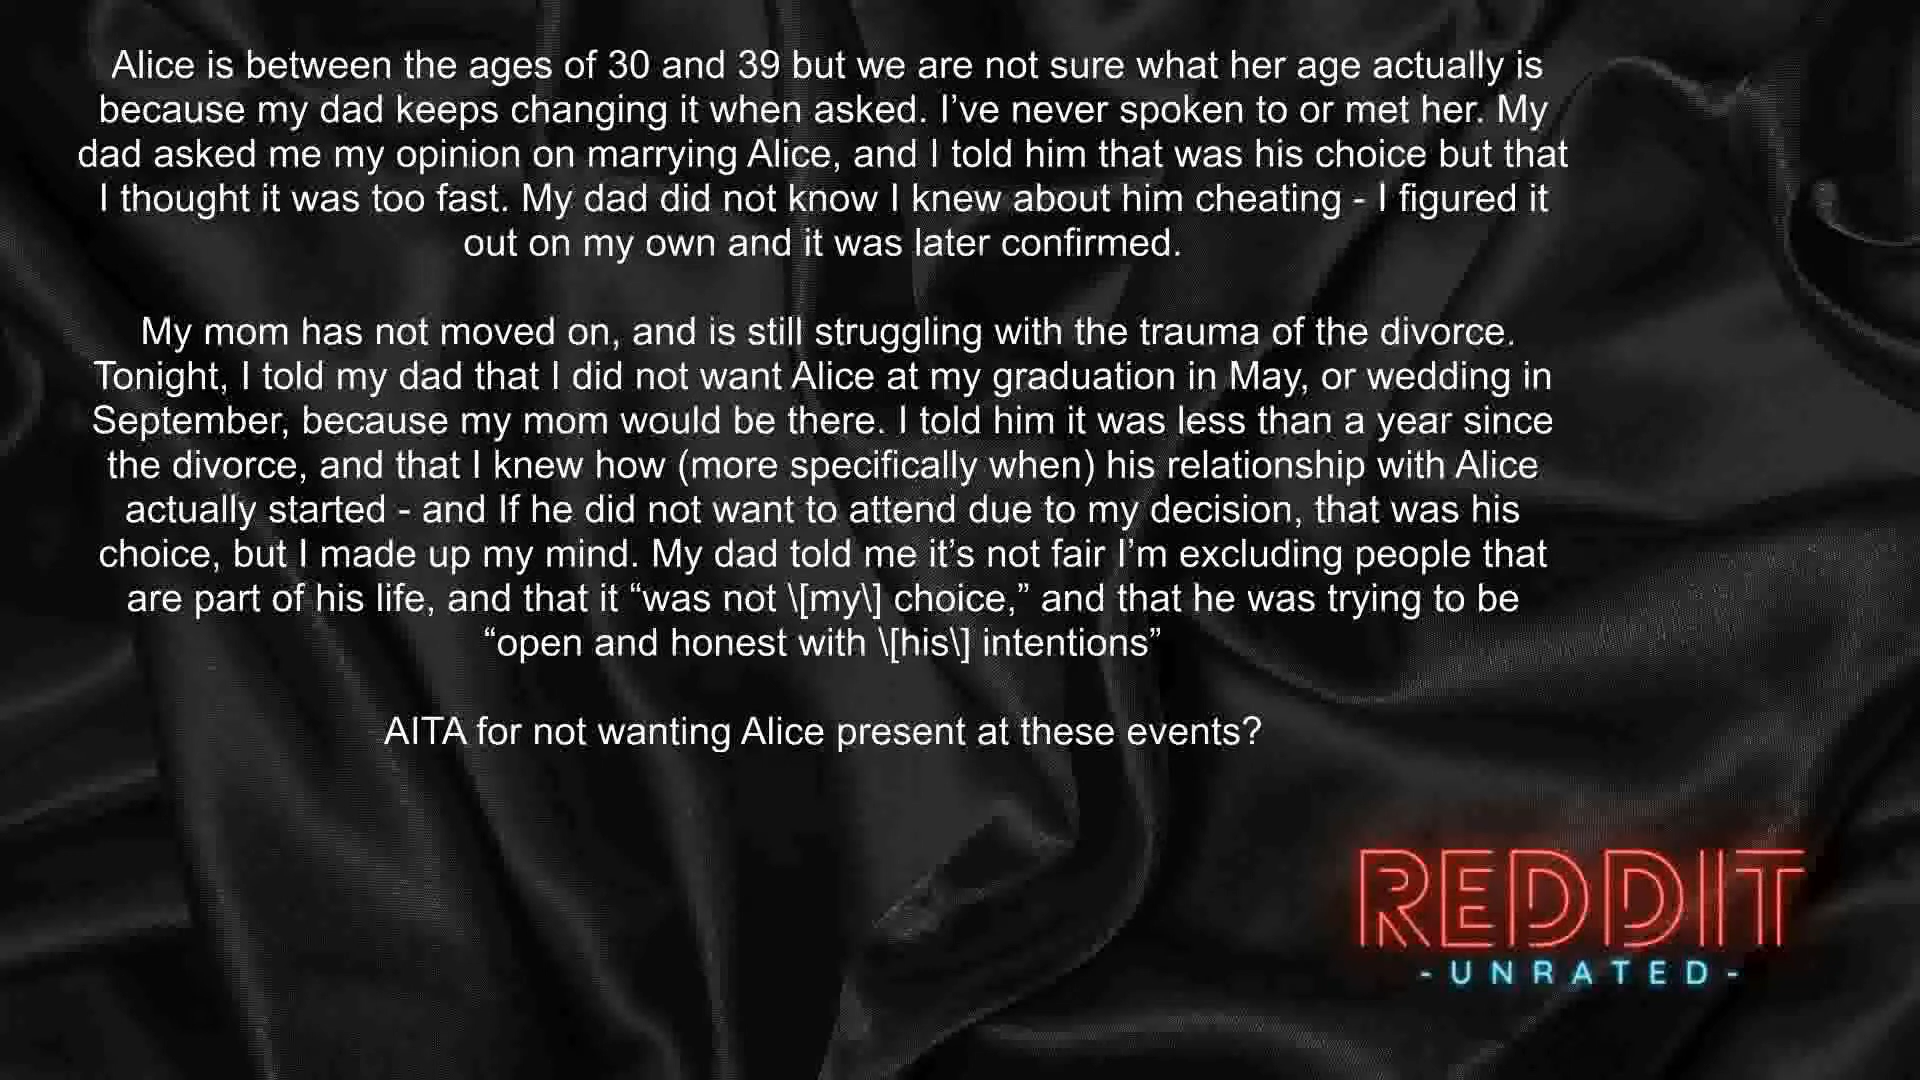 Alice is between the ages of 30 and 39 but we are not sure what her age actually is
because my dad keeps changing it when asked. I’ve never spoken to or met her. My
dad asked me my opinion on marrying Alice, and I told him that was his choice but that
I thought it was too fast. My dad did not know I knew about him cheating - I figured it
out on my own and it was later confirmed.
My mom has not moved on, and is still struggling with the trauma of the divorce.
Tonight, I told my dad that I did not want Alice at my graduation in May, or wedding in
September, because my mom would be there. I told him it was less than a year since
the divorce, and that I knew how (more specifically when) his relationship with Alice
actually started - and If he did not want to attend due to my decision, that was his
choice, but I made up my mind. My dad told me it’s not fair I’m excluding people that
are part of his life, and that it “was not \[my\] choice,” and that he was trying to be
“open and honest with \[his\] intentions”
AITA for not wanting Alice present at these events?
REDDIT
- UNRATED -